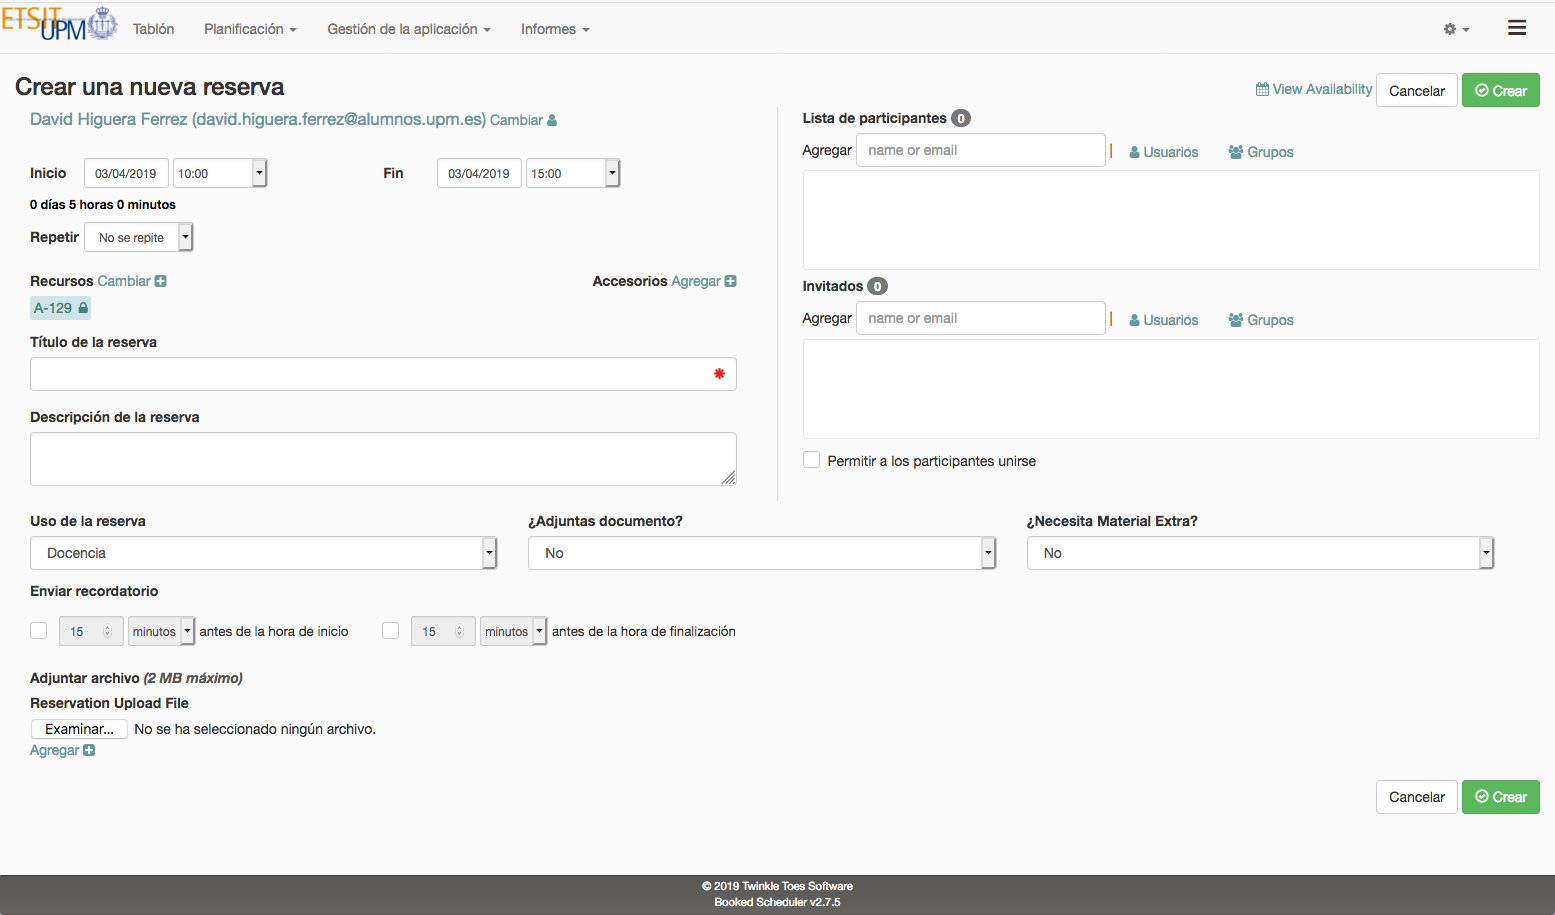 ETSIT UPM Tablón Planificación Gestión de la aplicación Informes
Crear una nueva reserva
View Availability Cancelar Crear
David Higuera Ferrez (david.higuera.ferrez@alumnos.upm.es) Cambiar
Inicio 03/04/2019 10:00 Fin 03/04/2019 15:00
0 días 5 horas 0 minutos
Repetir No se repite
Recursos Cambiar Accesorios Agregar
A-129
Título de la reserva
Descripción de la reserva
Lista de participantes 0
Agregar name or email | Usuarios Grupos
Invitados 0
Agregar name or email | Usuarios Grupos
Permitir a los participantes unirse
Uso de la reserva ¿Adjuntas documento? ¿Necesita Material Extra?
Docencia No No
Enviar recordatorio
15 minutos antes de la hora de inicio 15 minutos antes de la hora de finalización
Adjuntar archivo (2 MB máximo)
Reservation Upload File
Examinar... No se ha seleccionado ningún archivo.
Agregar
Cancelar Crear
© 2019 Twinkle Toes Software
Booked Scheduler v2.7.5